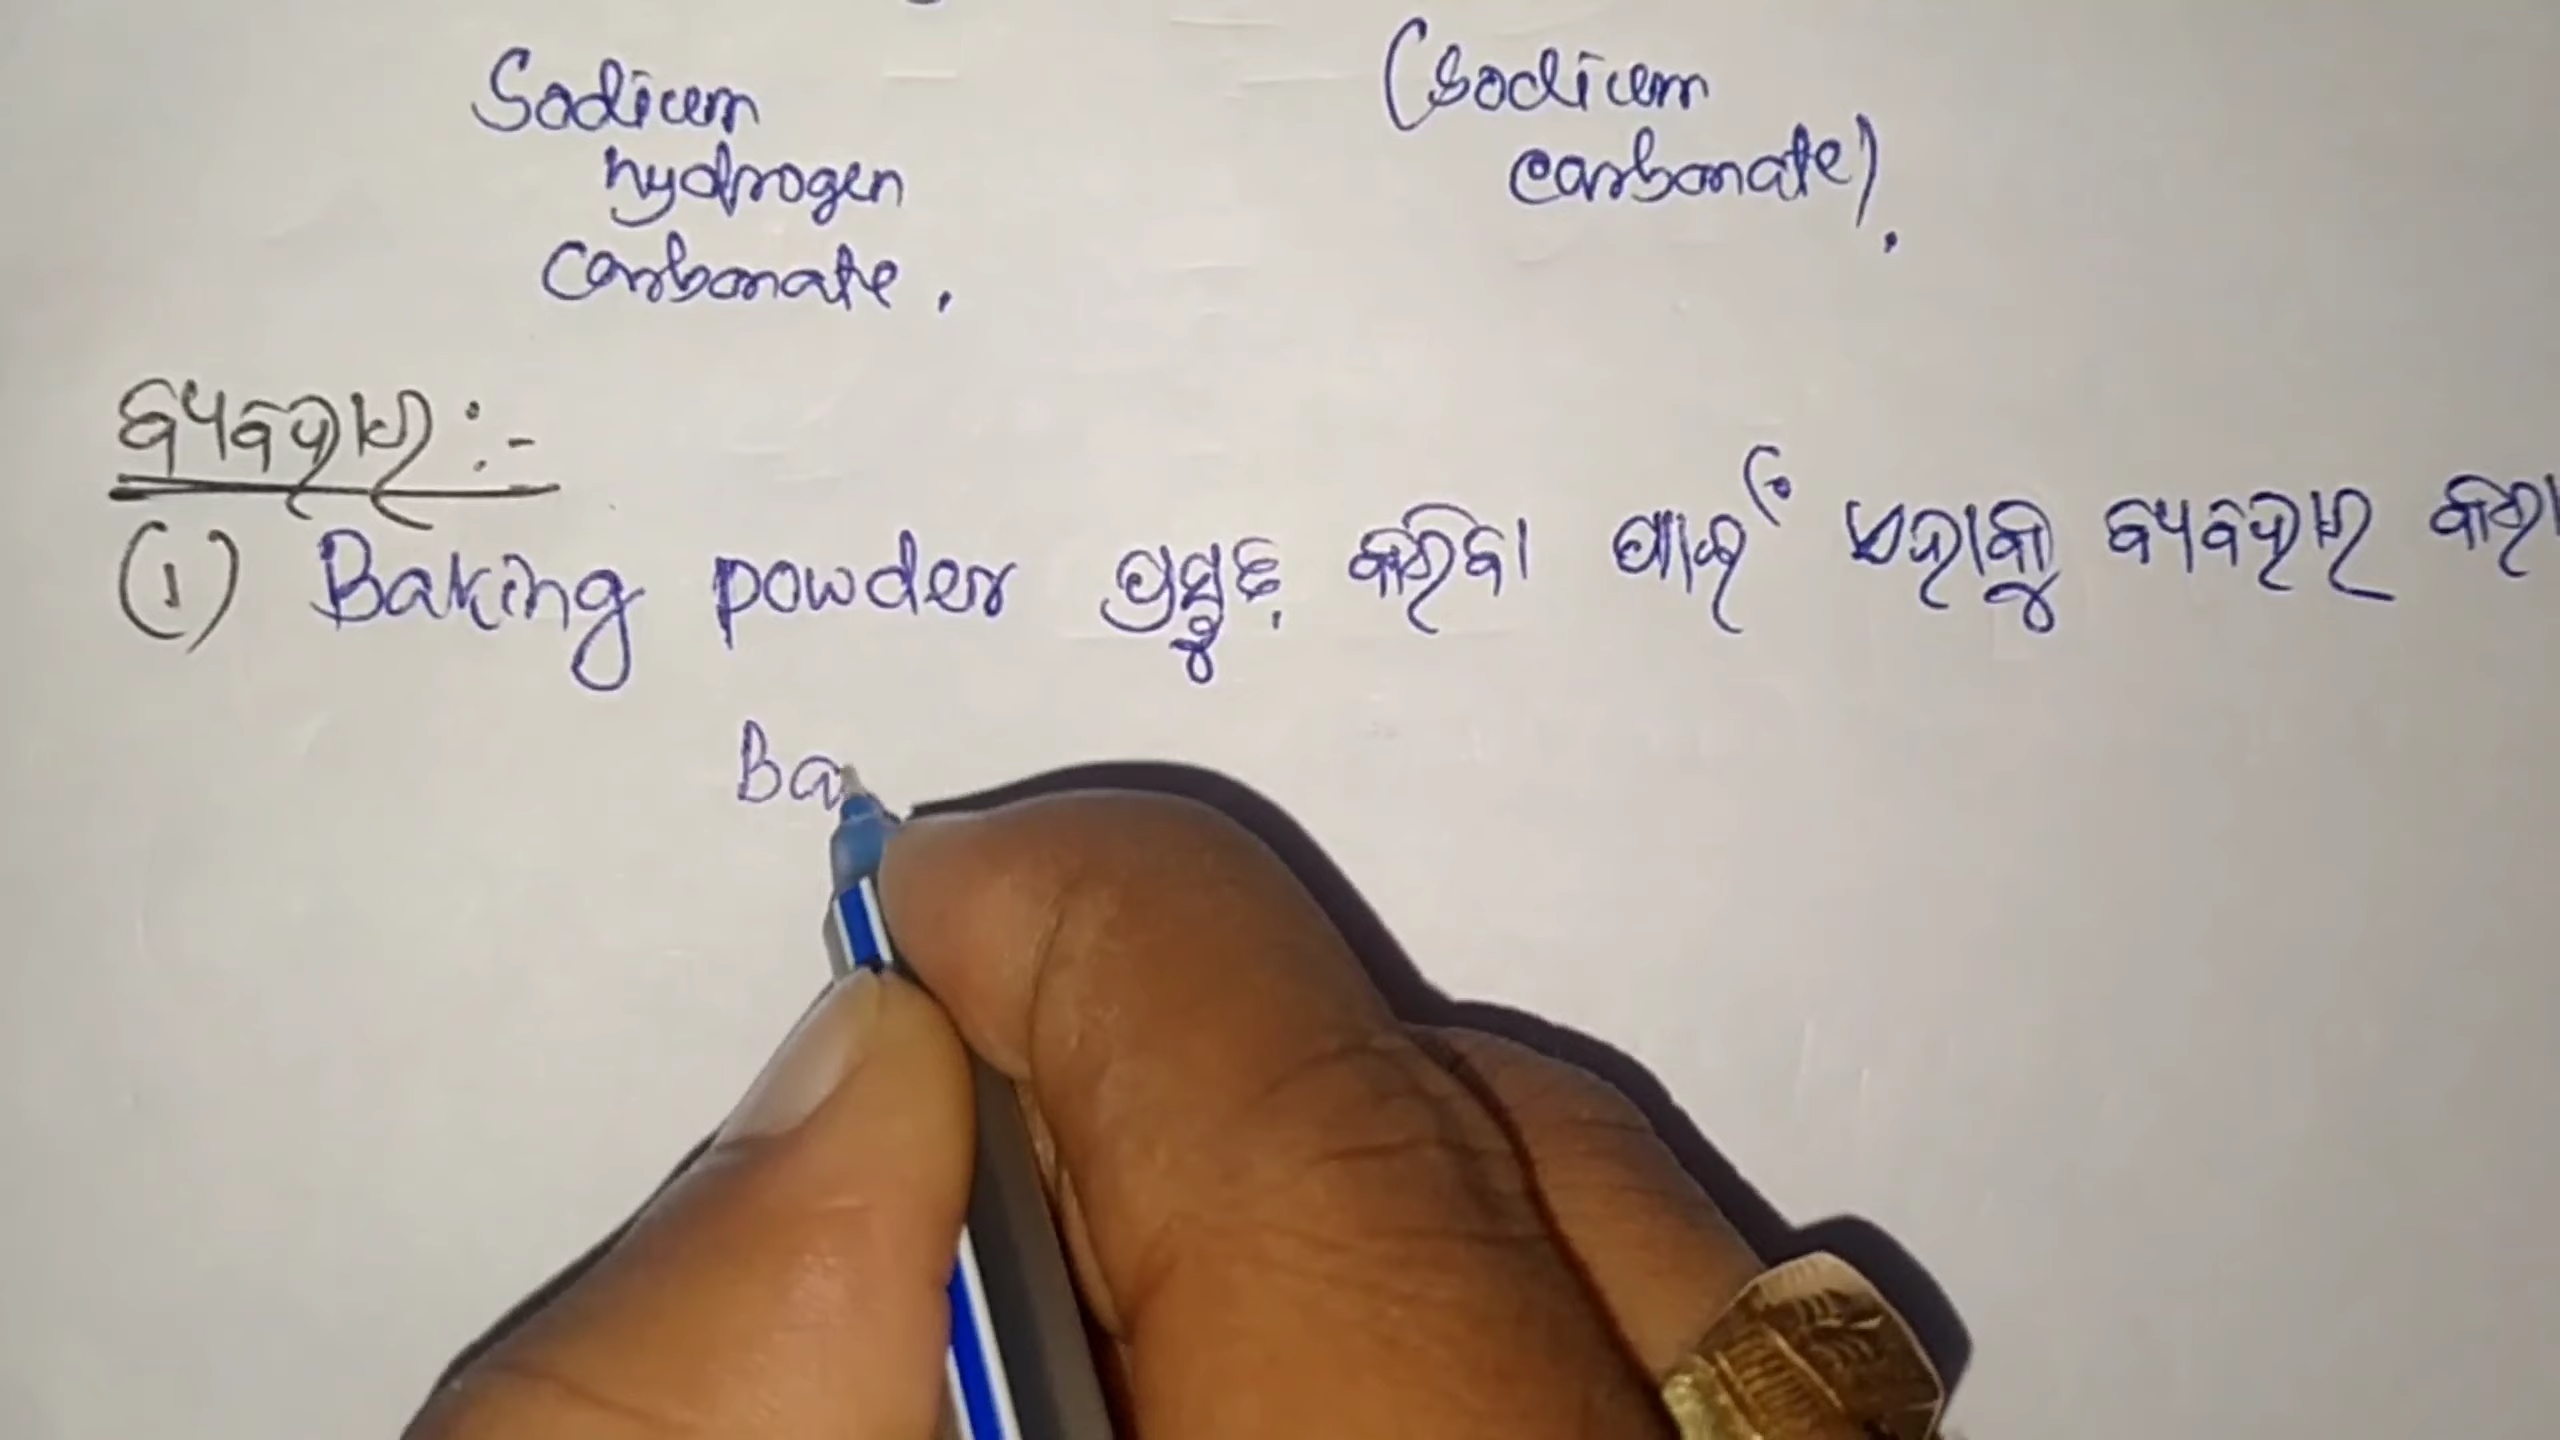 Sodium
hydrogen
Carbonate.
(Sodium
carbonate).
ବ୍ୟବହାର :-
(1) Baking powder ପ୍ରସ୍ତୁତ କରିବା ପାଇଁ ଏହାକୁ ବ୍ୟବହାର କରା
Ba